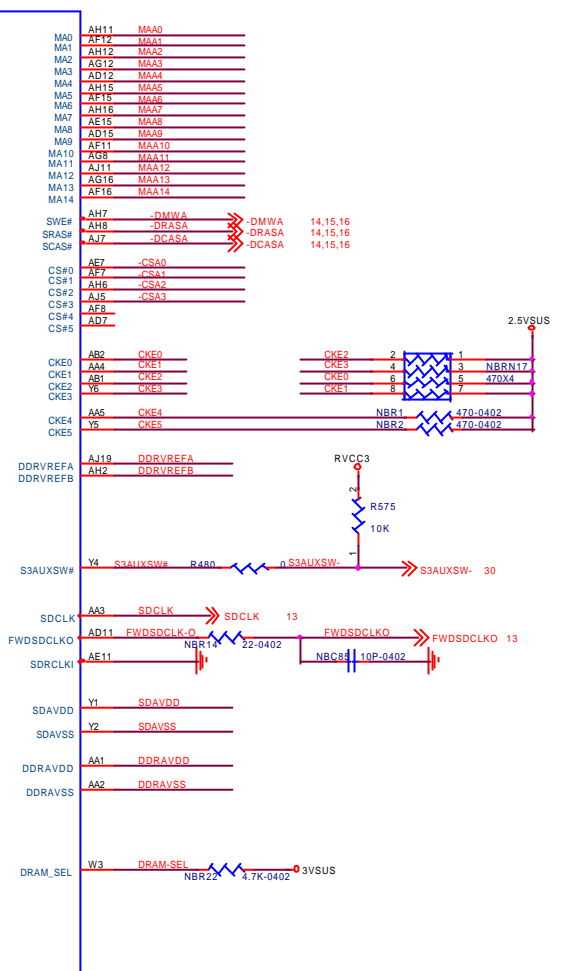 MA0 AH11 MAA0
MA1 AF12 MAA1
MA2 AH12 MAA2
MA3 AG12 MAA3
MA4 AD12 MAA4
MA5 AH15 MAA5
MA6 AF15 MAA6
MA7 AH16 MAA7
MA8 AE15 MAA8
MA9 AD15 MAA9
MA10 AF11 MAA10
MA11 AG8 MAA11
MA12 AJ11 MAA12
MA13 AG16 MAA13
MA14 AF16 MAA14
SWE# AH7 -DMWA -DMWA 14,15,16
SRAS# AH8 -DRASA -DRASA 14,15,16
SCAS# AJ7 -DCASA -DCASA 14,15,16
CS#0 AE7 -CSA0
CS#1 AF7 -CSA1
CS#2 AH6 -CSA2
CS#3 AJ5 -CSA3
CS#4 AF8
CS#5 AD7
2.5VSUS
CKE0 AB2 CKE0 CKE2 2 1
CKE1 AA4 CKE1 CKE3 4 3 NBRN17
CKE2 AB1 CKE2 CKE0 6 5 470X4
CKE3 Y6 CKE3 CKE1 8 7
CKE4 AA5 CKE4 NBR1 470-0402
CKE5 Y5 CKE5 NBR2 470-0402
DDRVREFA AJ19 DDRVREFA RVCC3
DDRVREFB AH2 DDRVREFB
2
R575
10K
1
S3AUXSW# Y4 S3AUXSW# R480 0 S3AUXSW- S3AUXSW- 30
SDCLK AA3 SDCLK SDCLK 13
FWDSDCLKO AD11 FWDSDCLK-O NBR14 22-0402 FWDSDCLKO FWDSDCLKO 13
SDRCLKI AE11 NBC85 10P-0402
SDAVDD Y1 SDAVDD
SDAVSS Y2 SDAVSS
DDRAVDD AA1 DDRAVDD
DDRAVSS AA2 DDRAVSS
DRAM_SEL W3 DRAM-SEL NBR22 4.7K-0402 3VSUS